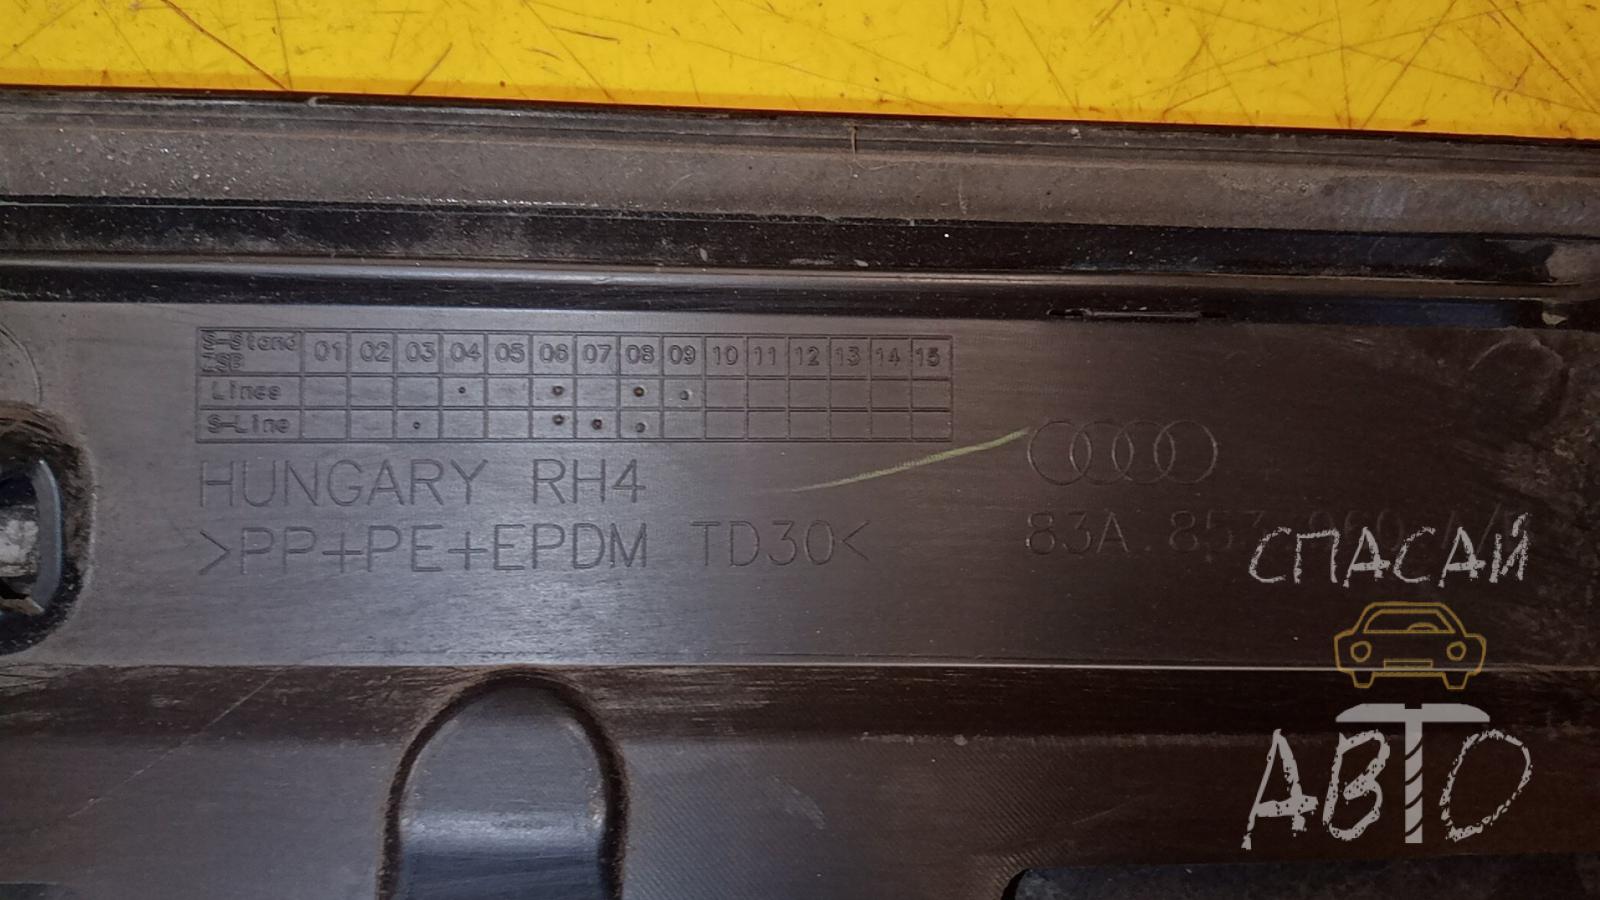 S-Stand 01 02 03 04 05 06 07 08 09 10 11 12 13 14 15
ZSB
Lines
S-Line
HUNGARY RH4
>PP+PE+EPDM TD30<
83A.853
СПАСАЙ
АВТО